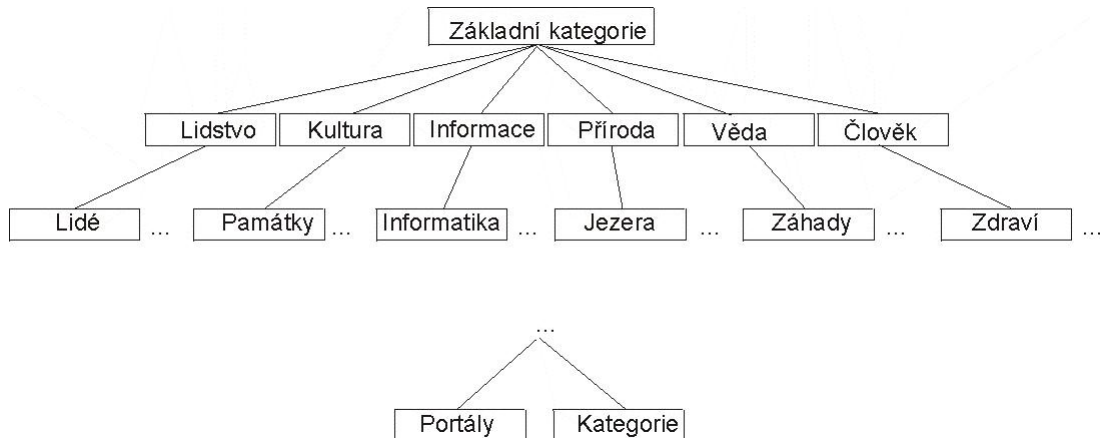 Základní kategorie
Lidstvo Kultura Informace Příroda Věda Člověk
Lidé ... Památky ... Informatika ... Jezera ... Záhady ... Zdraví ...
...
Portály Kategorie